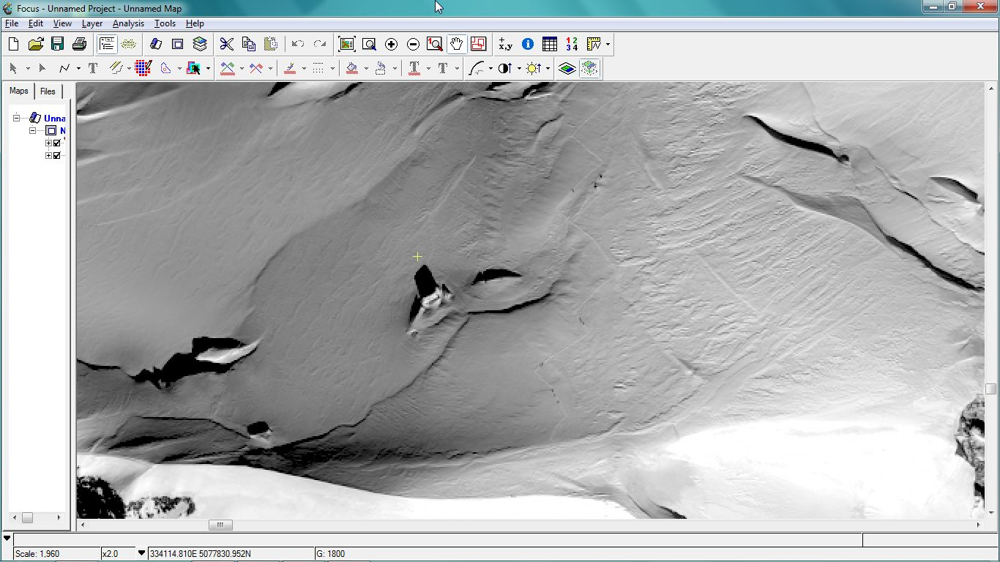 Focus - Unnamed Project - Unnamed Map
File Edit View Layer Analysis Tools Help
x,y i 1 2 3 4
T T T
Maps Files
Unna
N
Scale: 1,960 x2.0 334114.810E 5077830.952N G: 1800